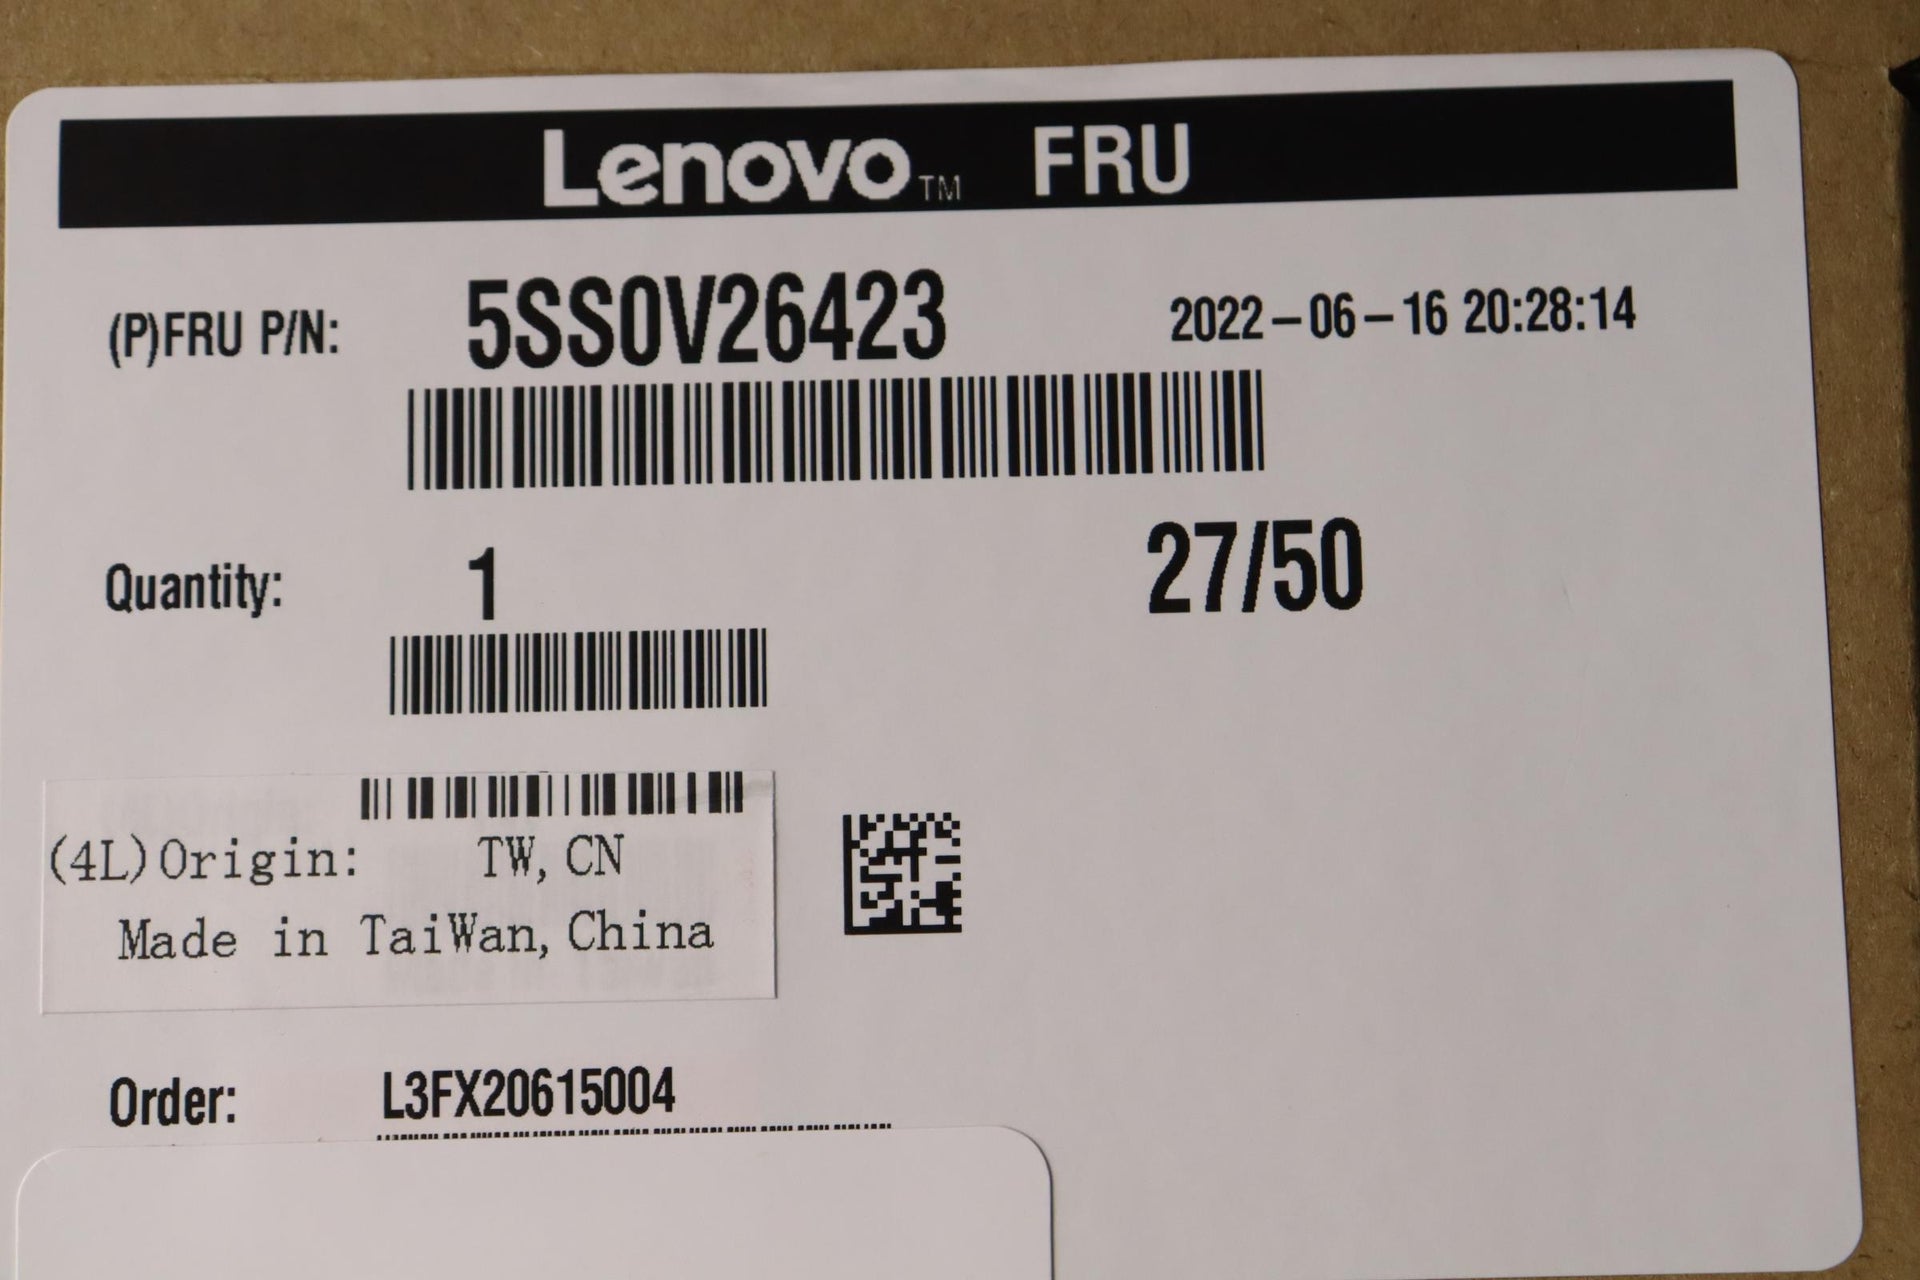 Lenovo™ FRU
(P)FRU P/N: 5SS0V26423 2022-06-16 20:28:14
Quantity: 1 27/50
(4L)Origin: TW, CN
Made in TaiWan, China
Order: L3FX20615004